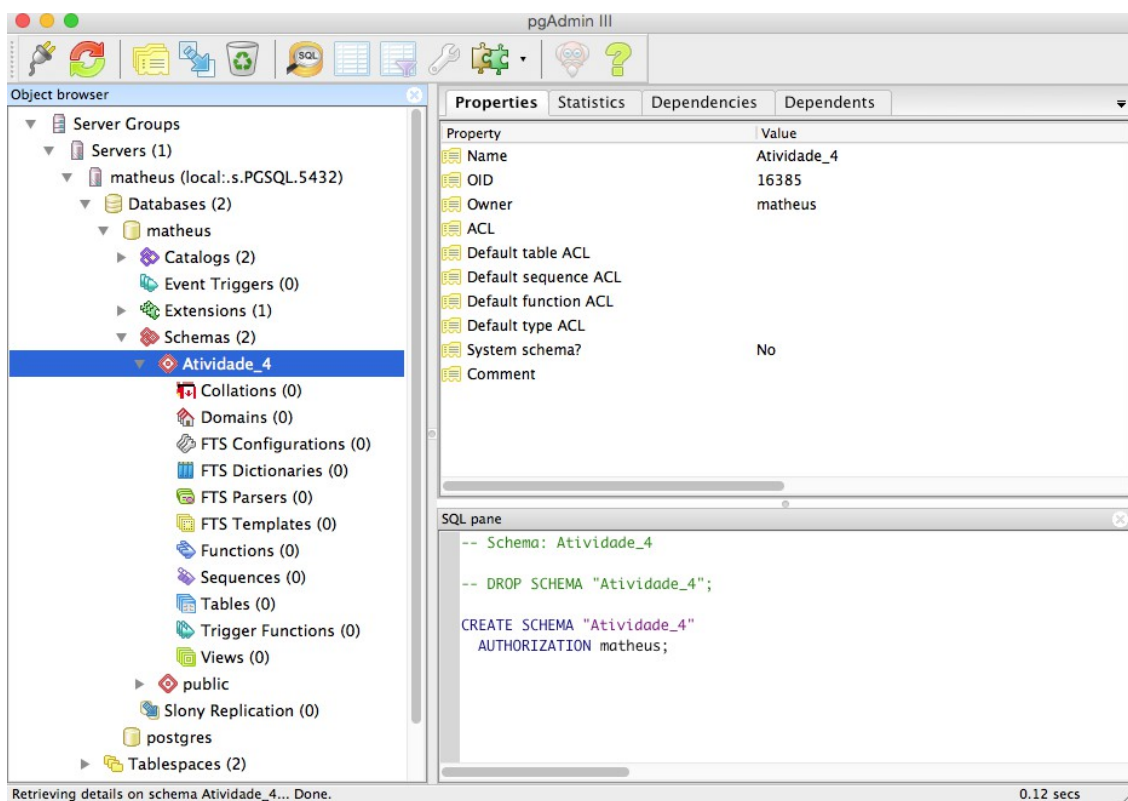 pgAdmin III
SQL
Object browser
Server Groups
Servers (1)
matheus (local:.s.PGSQL.5432)
Databases (2)
matheus
Catalogs (2)
Event Triggers (0)
Extensions (1)
Schemas (2)
Atividade_4
Collations (0)
Domains (0)
FTS Configurations (0)
FTS Dictionaries (0)
FTS Parsers (0)
FTS Templates (0)
Functions (0)
Sequences (0)
Tables (0)
Trigger Functions (0)
Views (0)
public
Slony Replication (0)
postgres
Tablespaces (2)
Properties Statistics Dependencies Dependents
Property Value
Name Atividade_4
OID 16385
Owner matheus
ACL
Default table ACL
Default sequence ACL
Default function ACL
Default type ACL
System schema? No
Comment
SQL pane
-- Schema: Atividade_4
-- DROP SCHEMA "Atividade_4";
CREATE SCHEMA "Atividade_4"
AUTHORIZATION matheus;
Retrieving details on schema Atividade_4... Done. 0.12 secs